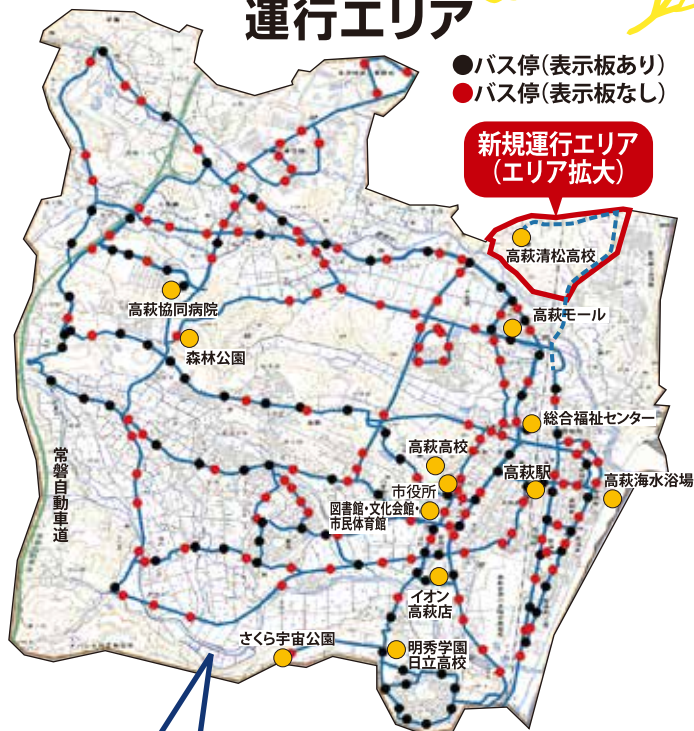 運行エリア
●バス停（表示板あり）
●バス停（表示板なし）
新規運行エリア
（エリア拡大）
高萩清松高校
高萩協同病院
高萩モール
森林公園
総合福祉センター
高萩高校
高萩駅
高萩海水浴場
市役所
図書館・文化会館・
市民体育館
常磐自動車道
イオン
高萩店
さくら宇宙公園
明秀学園
日立高校